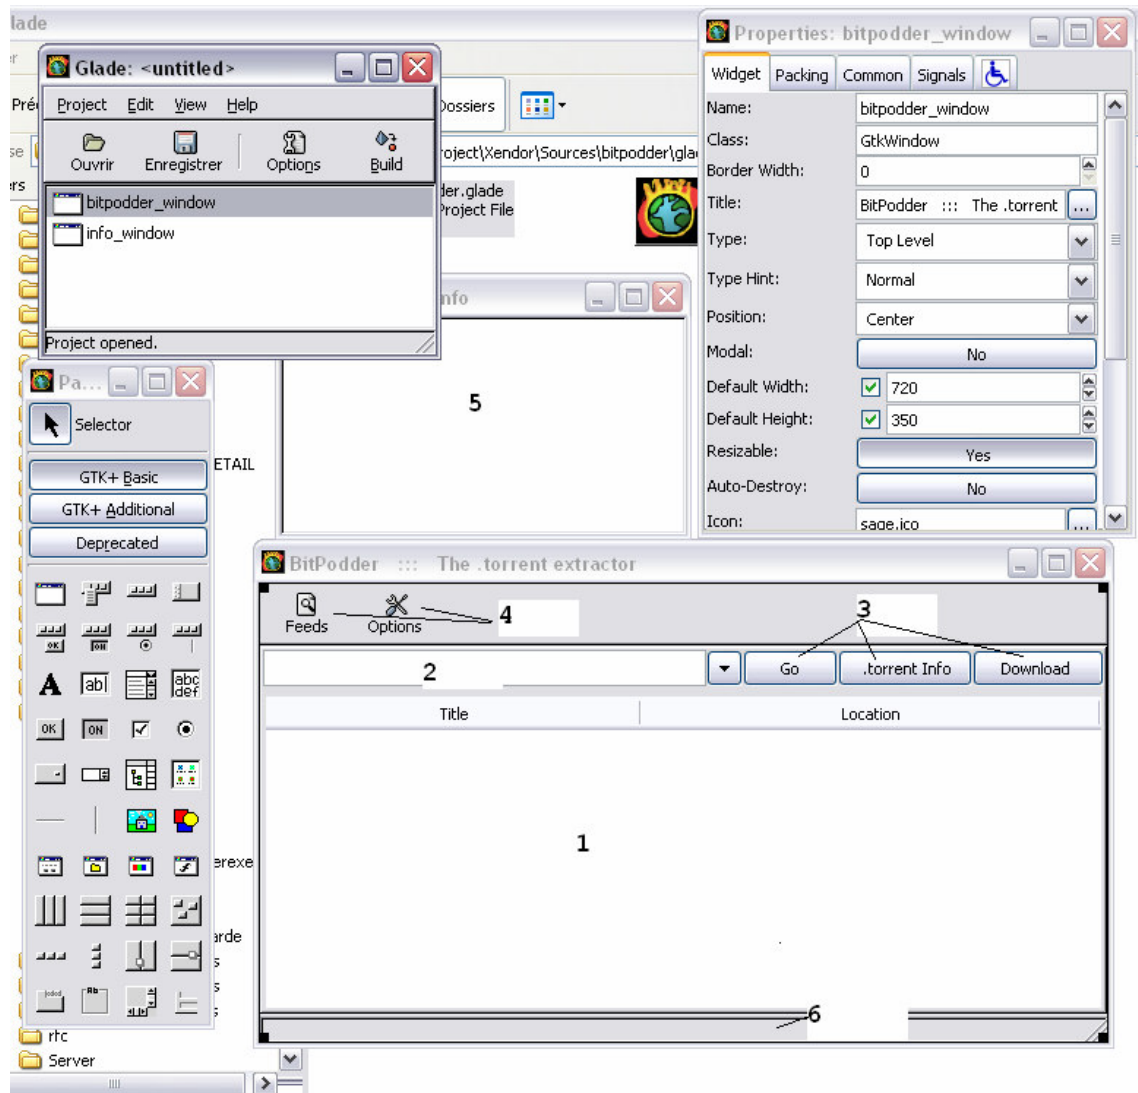 lade
Glade: <untitled>
Project Edit View Help
Ouvrir Enregistrer Options Build
bitpodder_window
info_window
Project opened.
Dossiers
roject\Xendor\Sources\bitpodder\gla
der.glade
Project File
nfo
5
Properties: bitpodder_window
Widget Packing Common Signals
Name: bitpodder_window
Class: GtkWindow
Border Width: 0
Title: BitPodder ::: The .torrent ...
Type: Top Level
Type Hint: Normal
Position: Center
Modal: No
Default Width: 720
Default Height: 350
Resizable: Yes
Auto-Destroy: No
Icon: sage.ico ...
Pa...
Selector
GTK+ Basic
GTK+ Additional
Deprecated
ETAIL
erexe
arde
rtc
Server
BitPodder ::: The .torrent extractor
Feeds Options 4 3
2 Go .torrent Info Download
Title Location
1
6